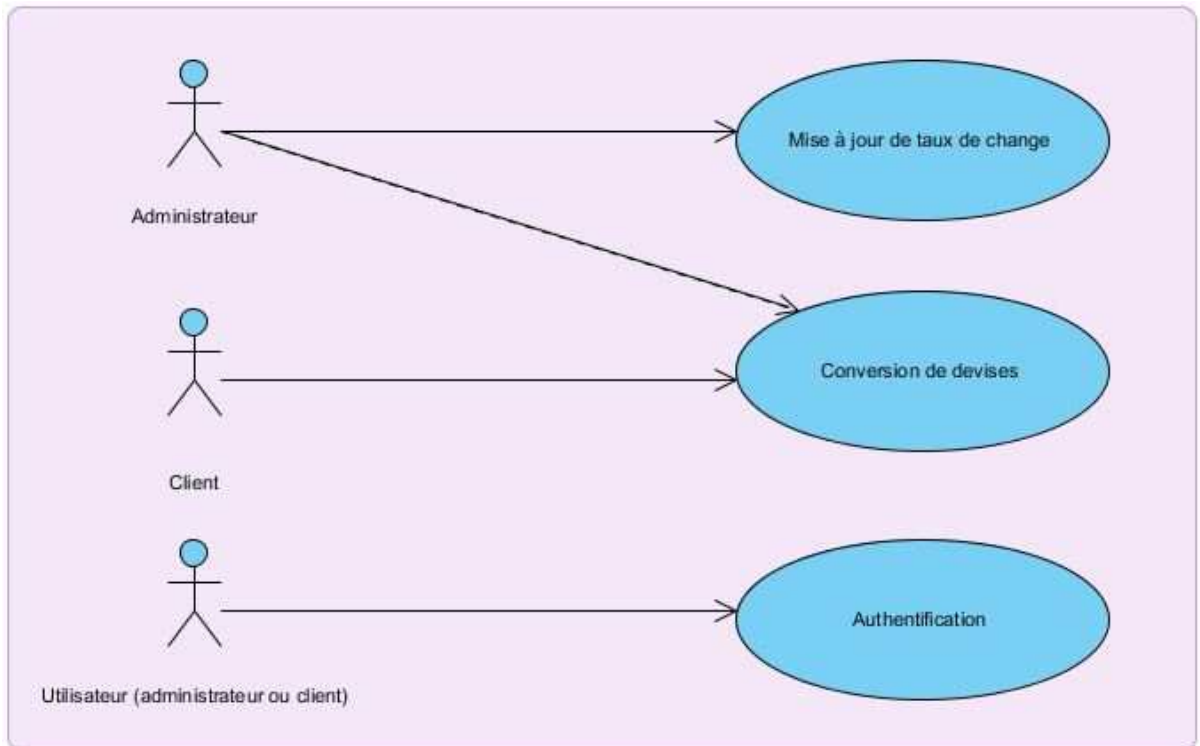 Mise à jour de taux de change
Administrateur
Conversion de devises
Client
Authentification
Utilisateur (administrateur ou client)